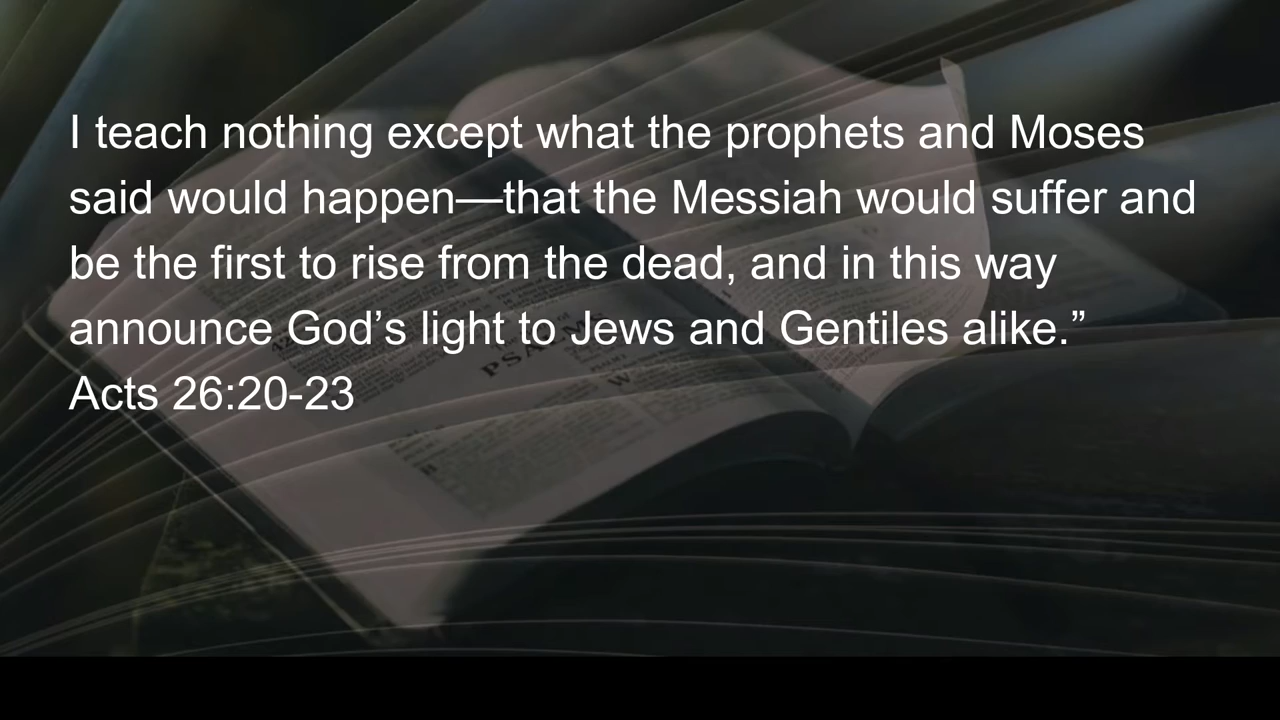 I teach nothing except what the prophets and Moses
said would happen—that the Messiah would suffer and
be the first to rise from the dead, and in this way
announce God’s light to Jews and Gentiles alike.”
Acts 26:20-23
PSALMS